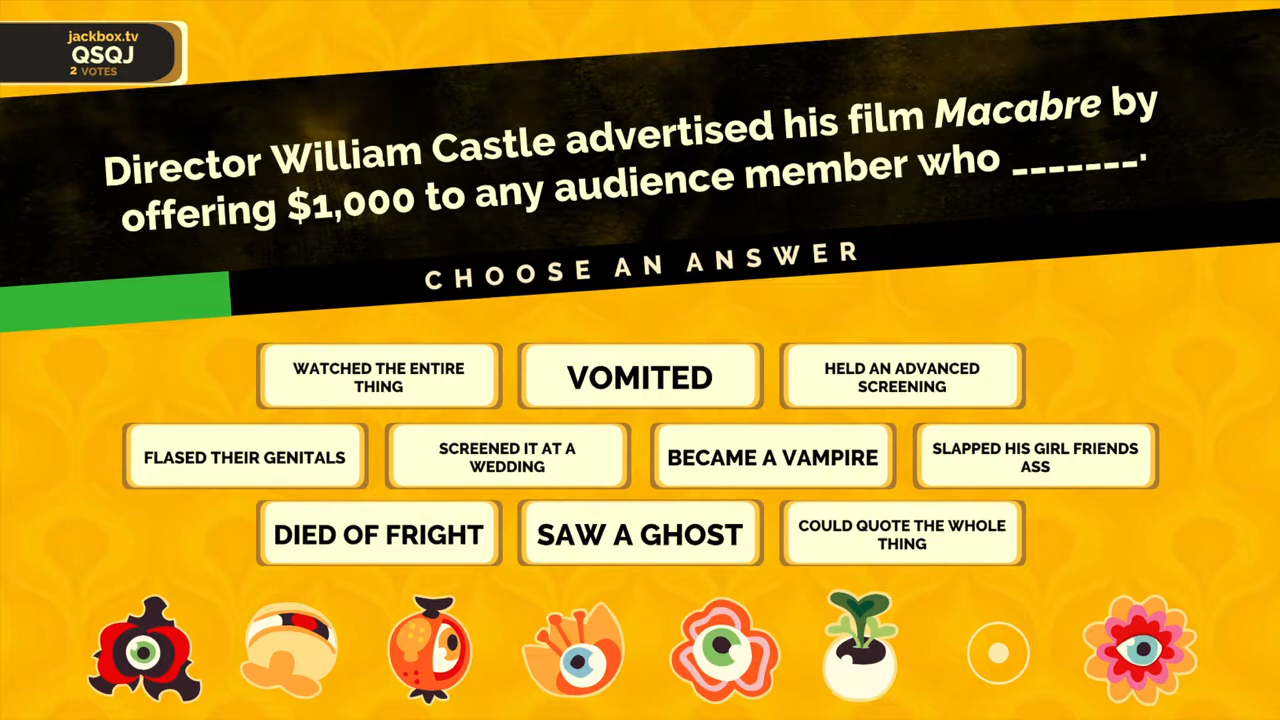 jackbox.tv
QSQJ
2 VOTES
Director William Castle advertised his film Macabre by
offering $1,000 to any audience member who _______.
CHOOSE AN ANSWER
WATCHED THE ENTIRE
THING
VOMITED
HELD AN ADVANCED
SCREENING
FLASED THEIR GENITALS
SCREENED IT AT A
WEDDING
BECAME A VAMPIRE
SLAPPED HIS GIRL FRIENDS
ASS
DIED OF FRIGHT
SAW A GHOST
COULD QUOTE THE WHOLE
THING